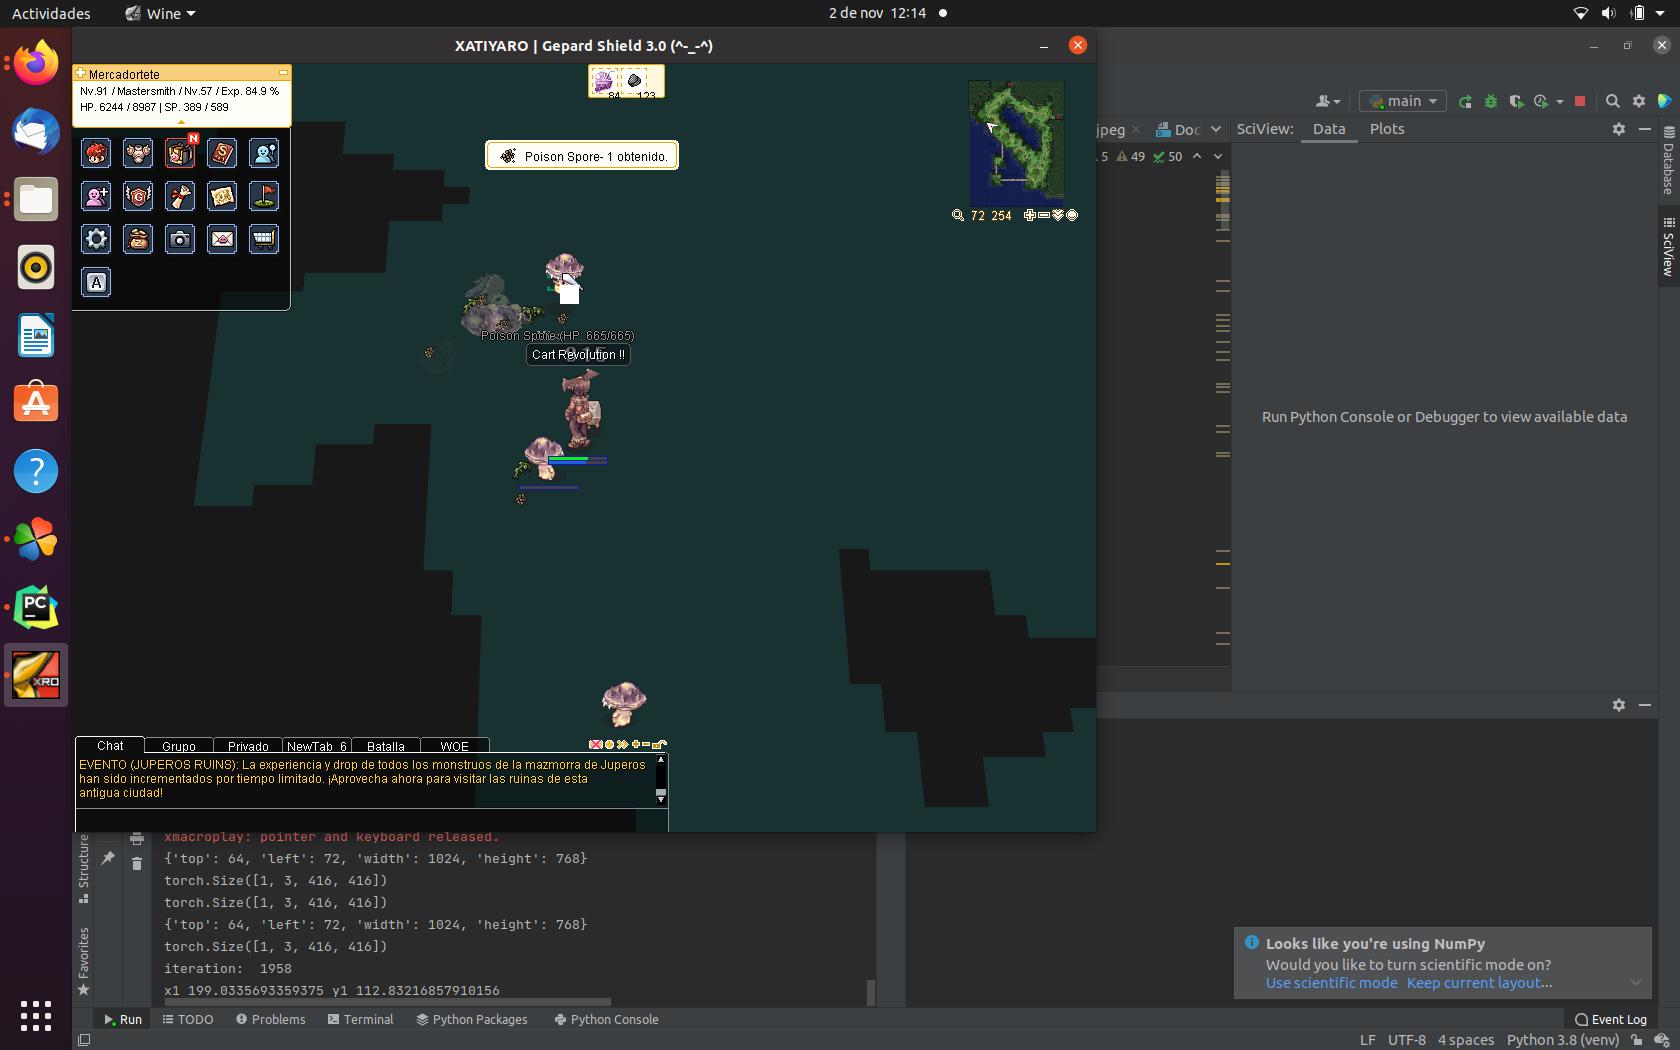 Actividades
Wine
2 de nov 12:14
XATIYARO | Gepard Shield 3.0 (^-_-^)
Mercadortete
Nv.91 / Mastersmith / Nv.57 / Exp. 84.9 %
HP. 6244 / 8987 | SP. 389 / 589
84
123
N
A
Poison Spore- 1 obtenido.
72 254
Poison Spore (HP: 665/665)
Cart Revolution !!
Chat
Grupo
Privado
NewTab_6
Batalla
WOE
EVENTO (JUPEROS RUINS): La experiencia y drop de todos los monstruos de la mazmorra de Juperos
han sido incrementados por tiempo limitado. ¡Aprovecha ahora para visitar las ruinas de esta
antigua ciudad!
main
jpeg
Doc
SciView:
Data
Plots
5
49
50
Database
SciView
Run Python Console or Debugger to view available data
XRO
PC
Structure
Favorites
xmacroplay: pointer and keyboard released.
{'top': 64, 'left': 72, 'width': 1024, 'height': 768}
torch.Size([1, 3, 416, 416])
torch.Size([1, 3, 416, 416])
{'top': 64, 'left': 72, 'width': 1024, 'height': 768}
torch.Size([1, 3, 416, 416])
iteration:  1958
x1 199.0335693359375 y1 112.83216857910156
Looks like you're using NumPy
Would you like to turn scientific mode on?
Use scientific mode Keep current layout...
Run
TODO
Problems
Terminal
Python Packages
Python Console
Event Log
LF
UTF-8
4 spaces
Python 3.8 (venv)